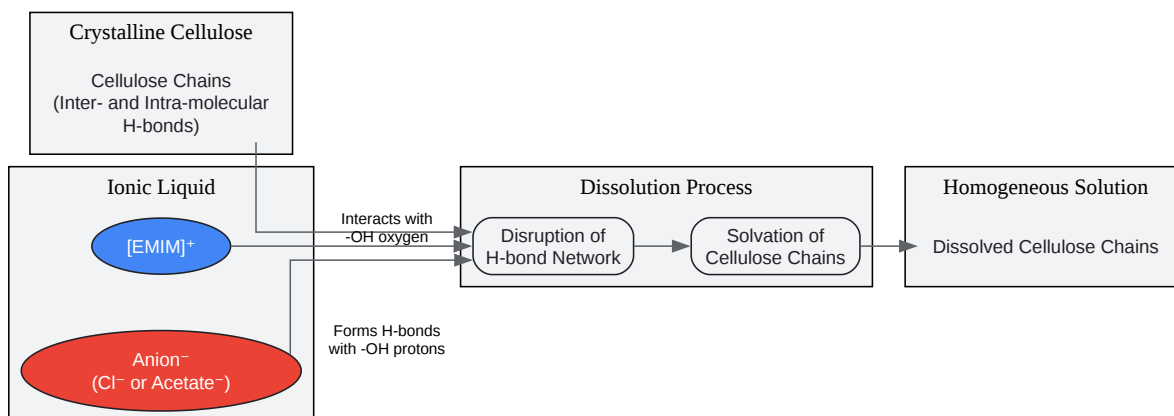 Crystalline Cellulose
Cellulose Chains
(Inter- and Intra-molecular
H-bonds)
Ionic Liquid
[EMIM]⁺
Anion⁻
(Cl⁻ or Acetate⁻)
Interacts with
-OH oxygen
Forms H-bonds
with -OH protons
Dissolution Process
Disruption of
H-bond Network
Solvation of
Cellulose Chains
Homogeneous Solution
Dissolved Cellulose Chains